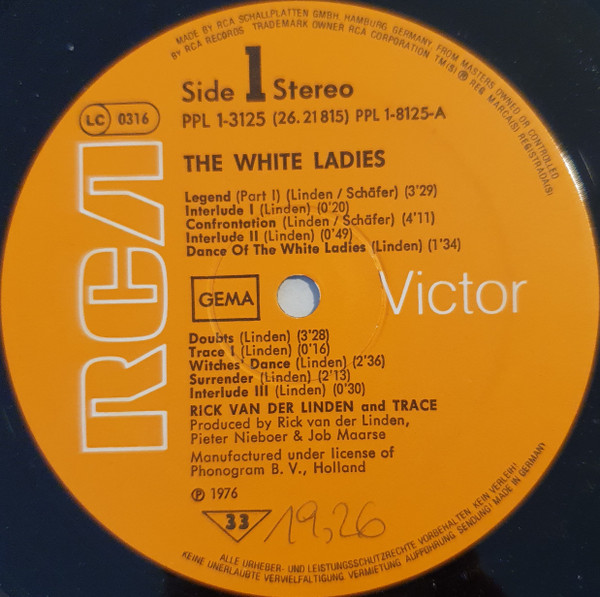 MADE BY RCA SCHALLPLATTEN GMBH, HAMBURG, GERMANY, FROM MASTERS OWNED OR CONTROLLED
BY RCA RECORDS TRADEMARK OWNER RCA CORPORATION TM(S) ® REG. MARCA(S) REGISTRADA(S)
Side 1 Stereo
LC 0316
PPL 1-3125 (26.21815) PPL 1-8125-A
THE WHITE LADIES
Legend (Part I) (Linden / Schäfer) (3'29)
Interlude I (Linden) (0'20)
Confrontation (Linden / Schäfer) (4'11)
Interlude II (Linden) (0'49)
Dance Of The White Ladies (Linden) (1'34)
RCA
GEMA
Victor
Doubts (Linden) (3'28)
Trace I (Linden) (0'16)
Witches' Dance (Linden) (2'36)
Surrender (Linden) (2'13)
Interlude III (Linden) (0'30)
RICK VAN DER LINDEN and TRACE
Produced by Rick van der Linden,
Pieter Nieboer & Job Maarse
Manufactured under license of
Phonogram B. V., Holland
℗ 1976
33 19,26
ALLE URHEBER- UND LEISTUNGSSCHUTZRECHTE VORBEHALTEN. KEIN VERLEIH!
KEINE UNERLAUBTE VERVIELFÄLTIGUNG, VERMIETUNG, AUFFÜHRUNG, SENDUNG! MADE IN GERMANY